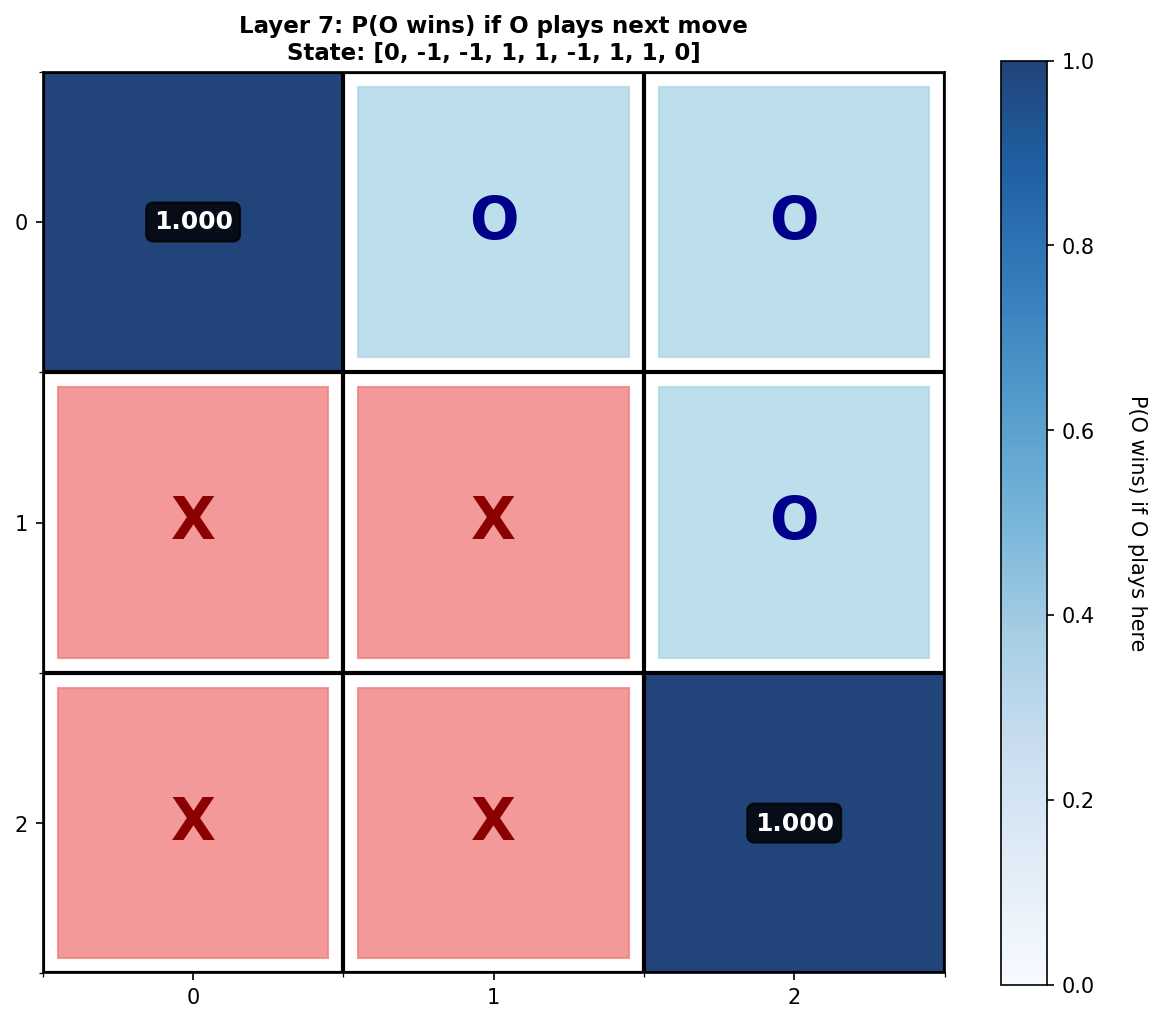 Layer 7: P(O wins) if O plays next move
State: [0, -1, -1, 1, 1, -1, 1, 1, 0]
1.0
0.8
0.6
0.4
0.2
0.0
P(O wins) if O plays here
0
1.000
O
O
1
X
X
O
2
X
X
1.000
0
1
2